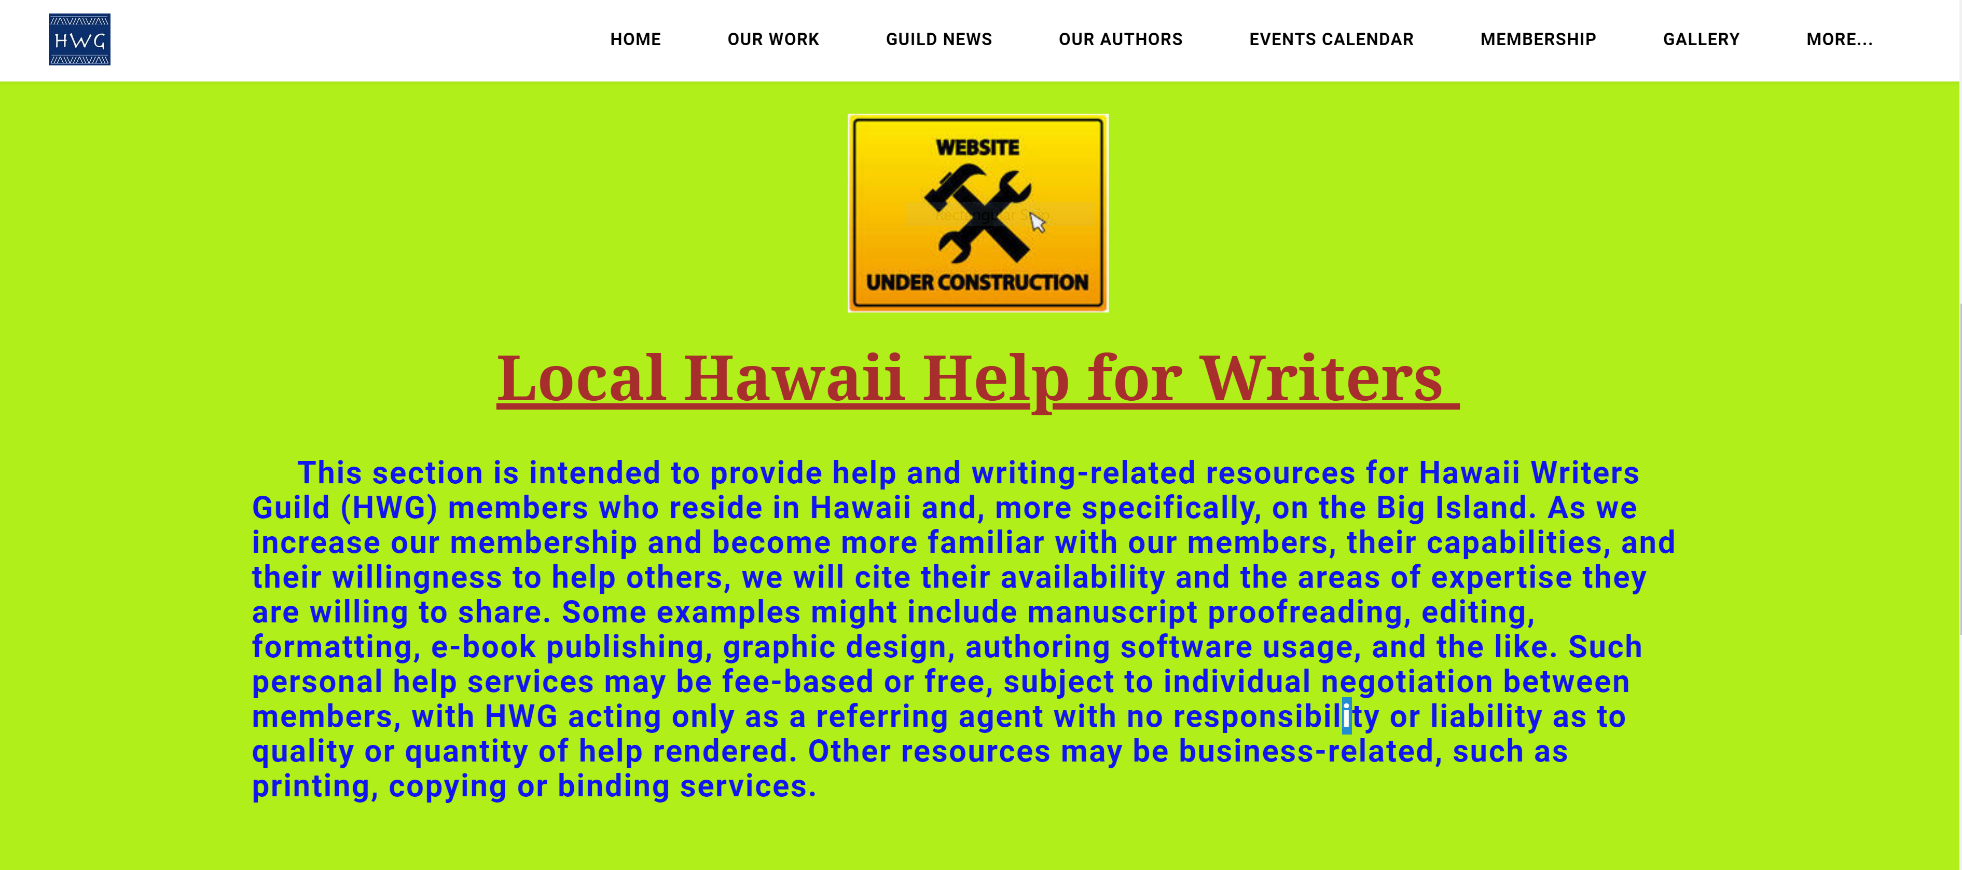 HWG
HOME OUR WORK GUILD NEWS OUR AUTHORS EVENTS CALENDAR MEMBERSHIP GALLERY MORE...
WEBSITE
UNDER CONSTRUCTION
Local Hawaii Help for Writers
This section is intended to provide help and writing-related resources for Hawaii Writers
Guild (HWG) members who reside in Hawaii and, more specifically, on the Big Island. As we
increase our membership and become more familiar with our members, their capabilities, and
their willingness to help others, we will cite their availability and the areas of expertise they
are willing to share. Some examples might include manuscript proofreading, editing,
formatting, e-book publishing, graphic design, authoring software usage, and the like. Such
personal help services may be fee-based or free, subject to individual negotiation between
members, with HWG acting only as a referring agent with no responsibility or liability as to
quality or quantity of help rendered. Other resources may be business-related, such as
printing, copying or binding services.